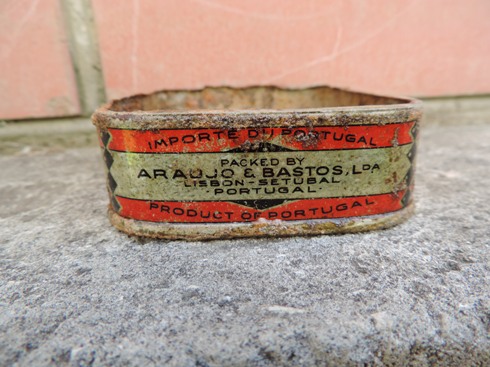 IMPORTÉ DU PORTUGAL
PACKED BY
ARAUJO & BASTOS, LDA
LISBON - SETUBAL
PORTUGAL
PRODUCT OF PORTUGAL